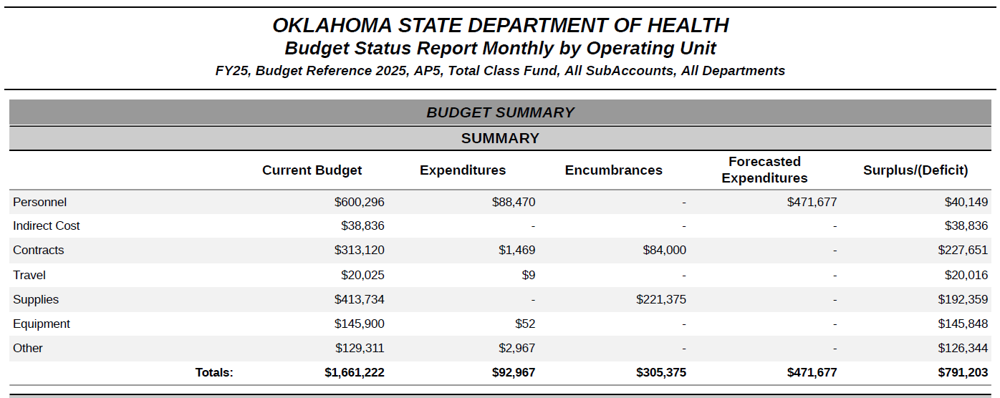 OKLAHOMA STATE DEPARTMENT OF HEALTH
Budget Status Report Monthly by Operating Unit
FY25, Budget Reference 2025, AP5, Total Class Fund, All SubAccounts, All Departments
BUDGET SUMMARY
SUMMARY
Current Budget Expenditures Encumbrances Forecasted Expenditures Surplus/(Deficit)
Personnel $600,296 $88,470 - $471,677 $40,149
Indirect Cost $38,836 - - - $38,836
Contracts $313,120 $1,469 $84,000 - $227,651
Travel $20,025 $9 - - $20,016
Supplies $413,734 - $221,375 - $192,359
Equipment $145,900 $52 - - $145,848
Other $129,311 $2,967 - - $126,344
Totals: $1,661,222 $92,967 $305,375 $471,677 $791,203